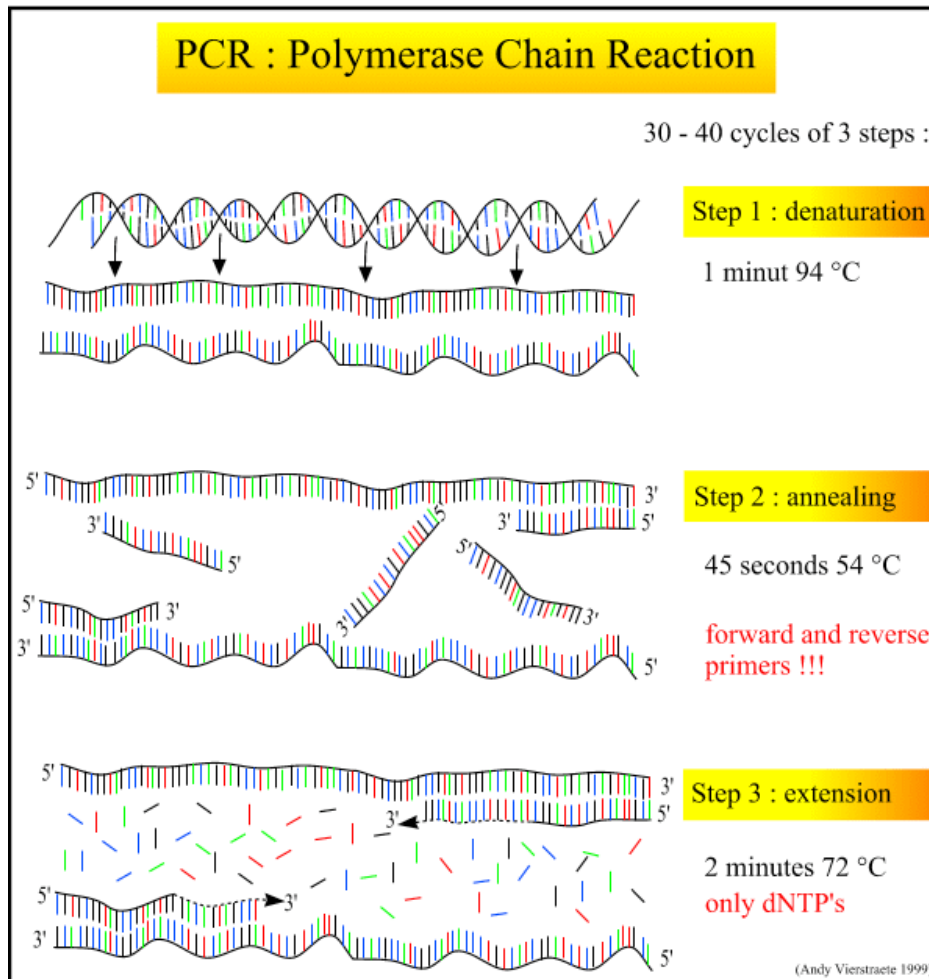 PCR : Polymerase Chain Reaction
30 - 40 cycles of 3 steps :
Step 1 : denaturation
1 minut 94 °C
5'
3'
Step 2 : annealing
3'
5'
3'
5'
5'
5'
45 seconds 54 °C
5'
3'
3'
3'
3'
forward and reverse
primers !!!
5'
5'
3'
Step 3 : extension
3'
5'
2 minutes 72 °C
5'
3'
only dNTP's
3'
5'
(Andy Vierstraete 1999)